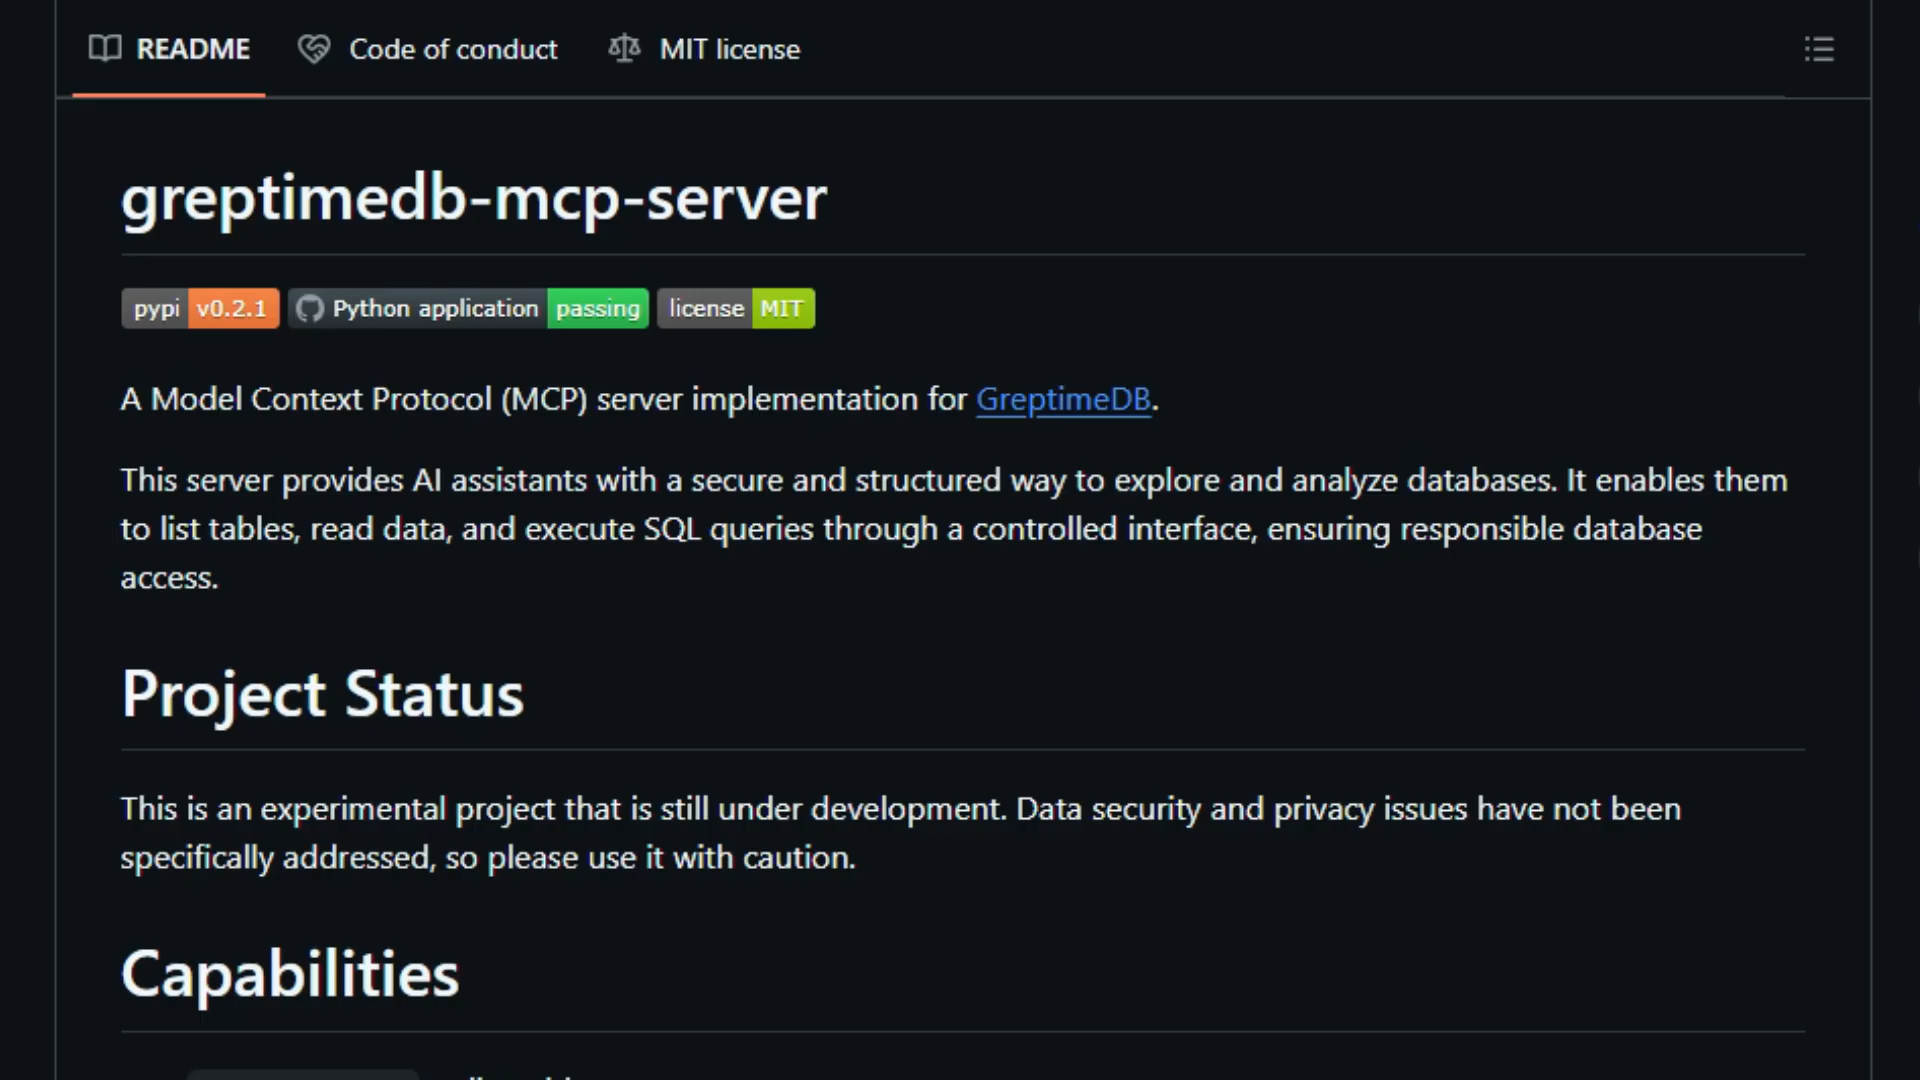 README Code of conduct MIT license
greptimedb-mcp-server
pypi v0.2.1 Python application passing license MIT
A Model Context Protocol (MCP) server implementation for GreptimeDB.
This server provides AI assistants with a secure and structured way to explore and analyze databases. It enables them
to list tables, read data, and execute SQL queries through a controlled interface, ensuring responsible database
access.
Project Status
This is an experimental project that is still under development. Data security and privacy issues have not been
specifically addressed, so please use it with caution.
Capabilities